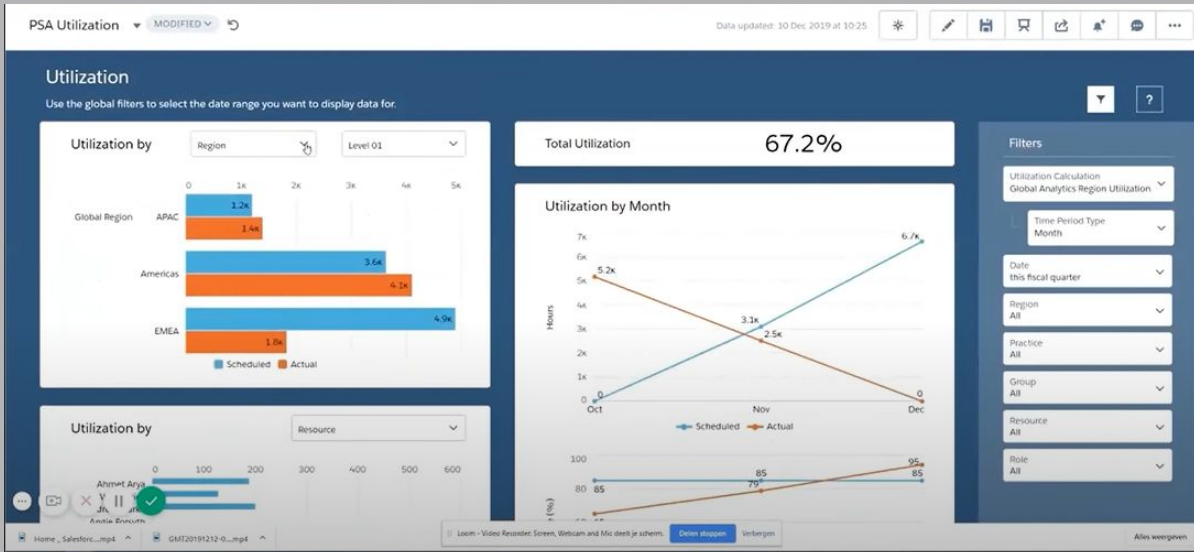 PSA Utilization MODIFIED Data updated: 10 Dec 2019 at 10:25
Utilization
Use the global filters to select the date range you want to display data for.
?
Utilization by Region Level 01
0 1K 2K 3K 4K 5K
Global Region
APAC 1.2K
1.4K
Americas 3.6K
4.1K
EMEA 4.9K
1.8K
Scheduled Actual
Utilization by Resource
0 100 200 300 400 500 600
Ahmet Arya
Angie Forsyth
Total Utilization 67.2%
Utilization by Month
Hours
7K
6K
5K
4K
3K
2K
1K
0
5.2K
0
3.1K
2.5K
6.7K
0
Oct Nov Dec
Scheduled Actual
100
80
85
85
79
95
85
(%)
Filters
Utilization Calculation
Global Analytics Region Utilization
Time Period Type
Month
Date
this fiscal quarter
Region
All
Practice
All
Group
All
Resource
All
Role
All
Home _ Salesforc....mp4 GMT20191212-0....mp4
Loom – Video Recorder: Screen, Webcam and Mic deelt je scherm. Delen stoppen Verbergen
Alles weergeven